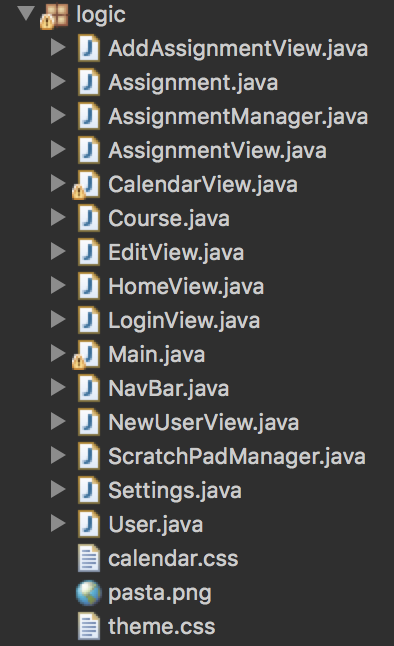 logic
AddAssignmentView.java
Assignment.java
AssignmentManager.java
AssignmentView.java
CalendarView.java
Course.java
EditView.java
HomeView.java
LoginView.java
Main.java
NavBar.java
NewUserView.java
ScratchPadManager.java
Settings.java
User.java
calendar.css
pasta.png
theme.css